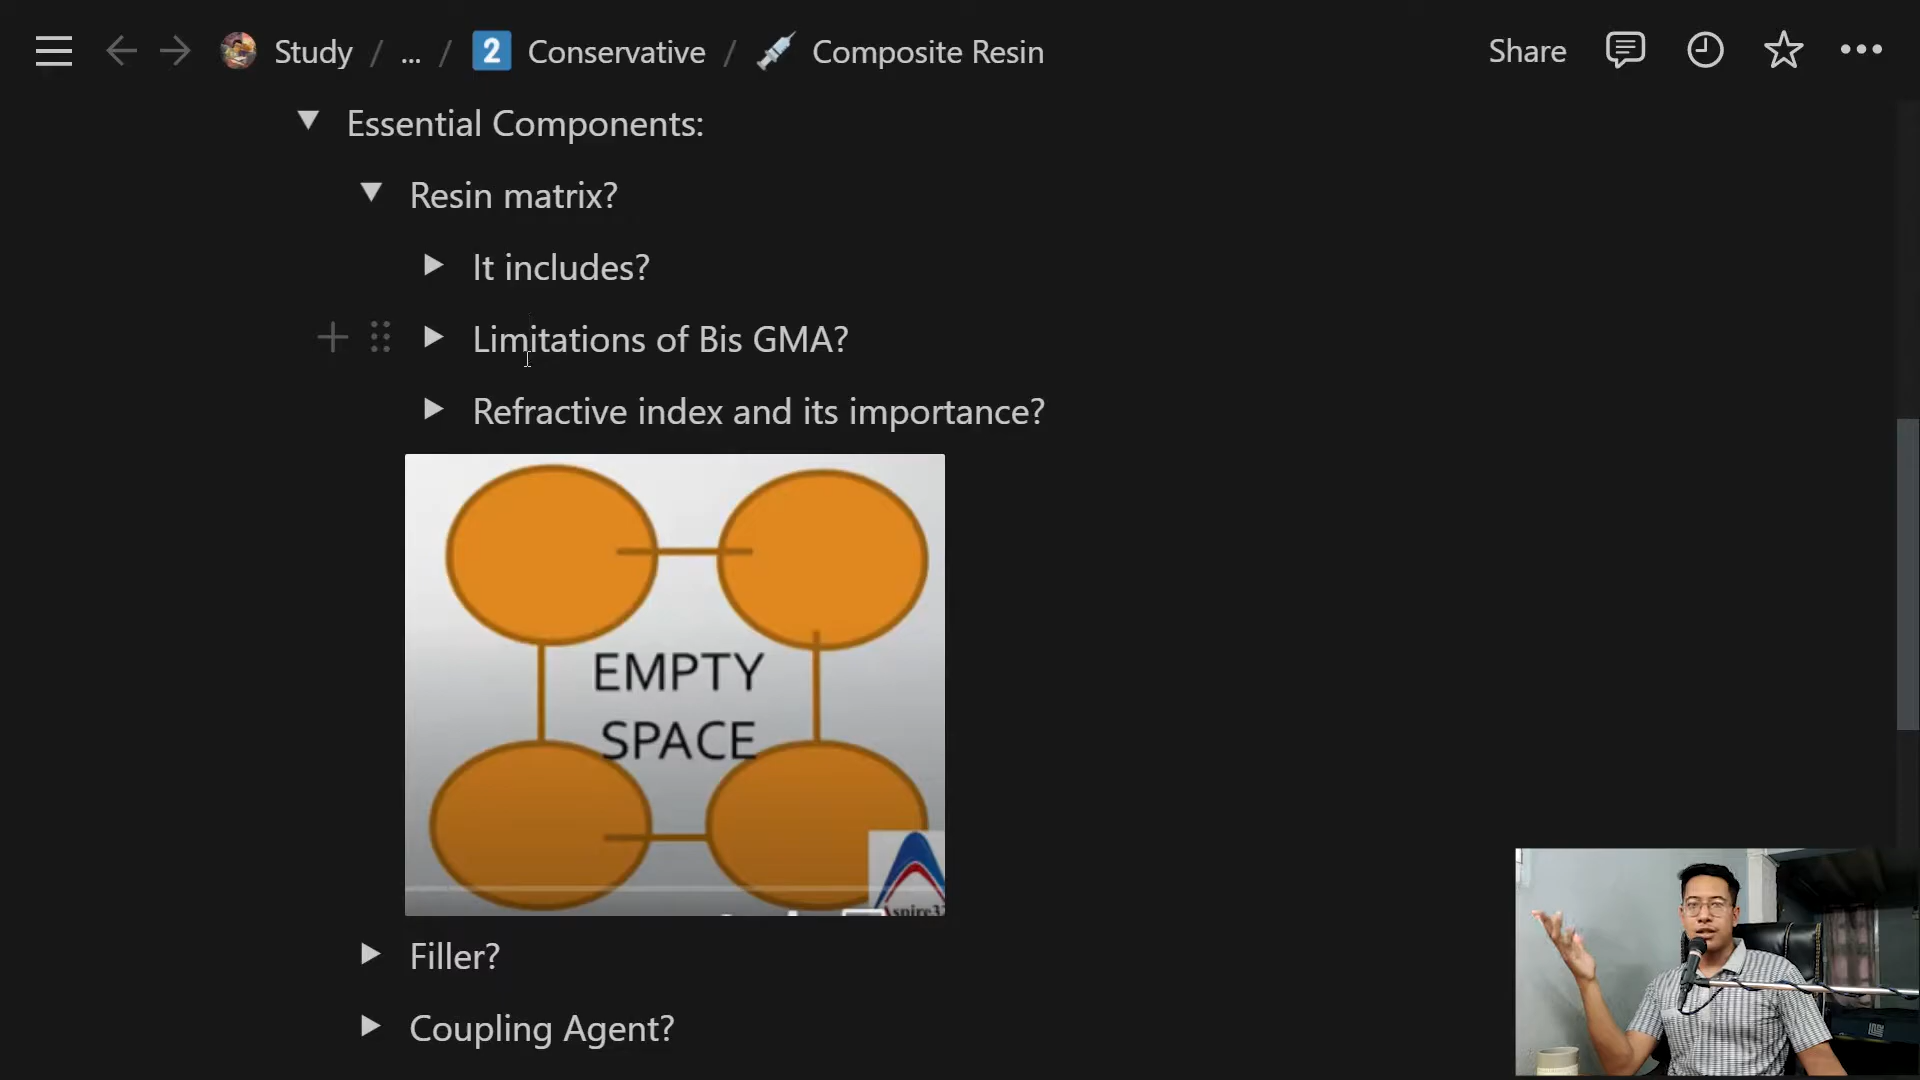 Study / ... / 2 Conservative / Composite Resin
Share
Essential Components:
Resin matrix?
It includes?
Limitations of Bis GMA?
Refractive index and its importance?
EMPTY
SPACE
Filler?
Coupling Agent?